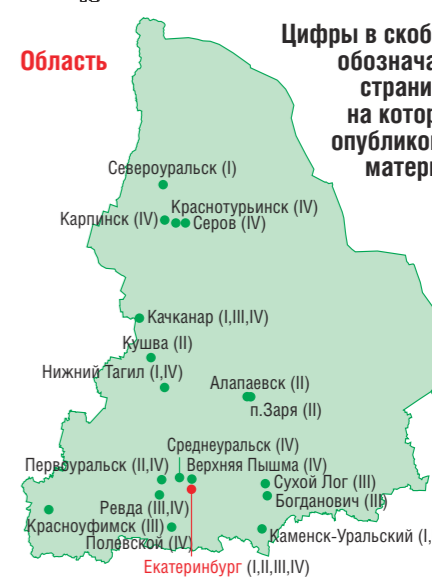 Область
Цифры в скоб
обознача
страни
на котор
опубликов
матери
Североуральск (I)
Краснотурьинск (IV)
Карпинск (IV)
Серов (IV)
Качканар (I,III,IV)
Кушва (II)
Нижний Тагил (I,IV)
Алапаевск (II)
п.Заря (II)
Среднеуральск (IV)
Первоуральск (II,IV)
Верхняя Пышма (IV)
Сухой Лог (III)
Богданович (III)
Ревда (III,IV)
Красноуфимск (III)
Полевской (IV)
Каменск-Уральский (I,
Екатеринбург (I,II,III,IV)